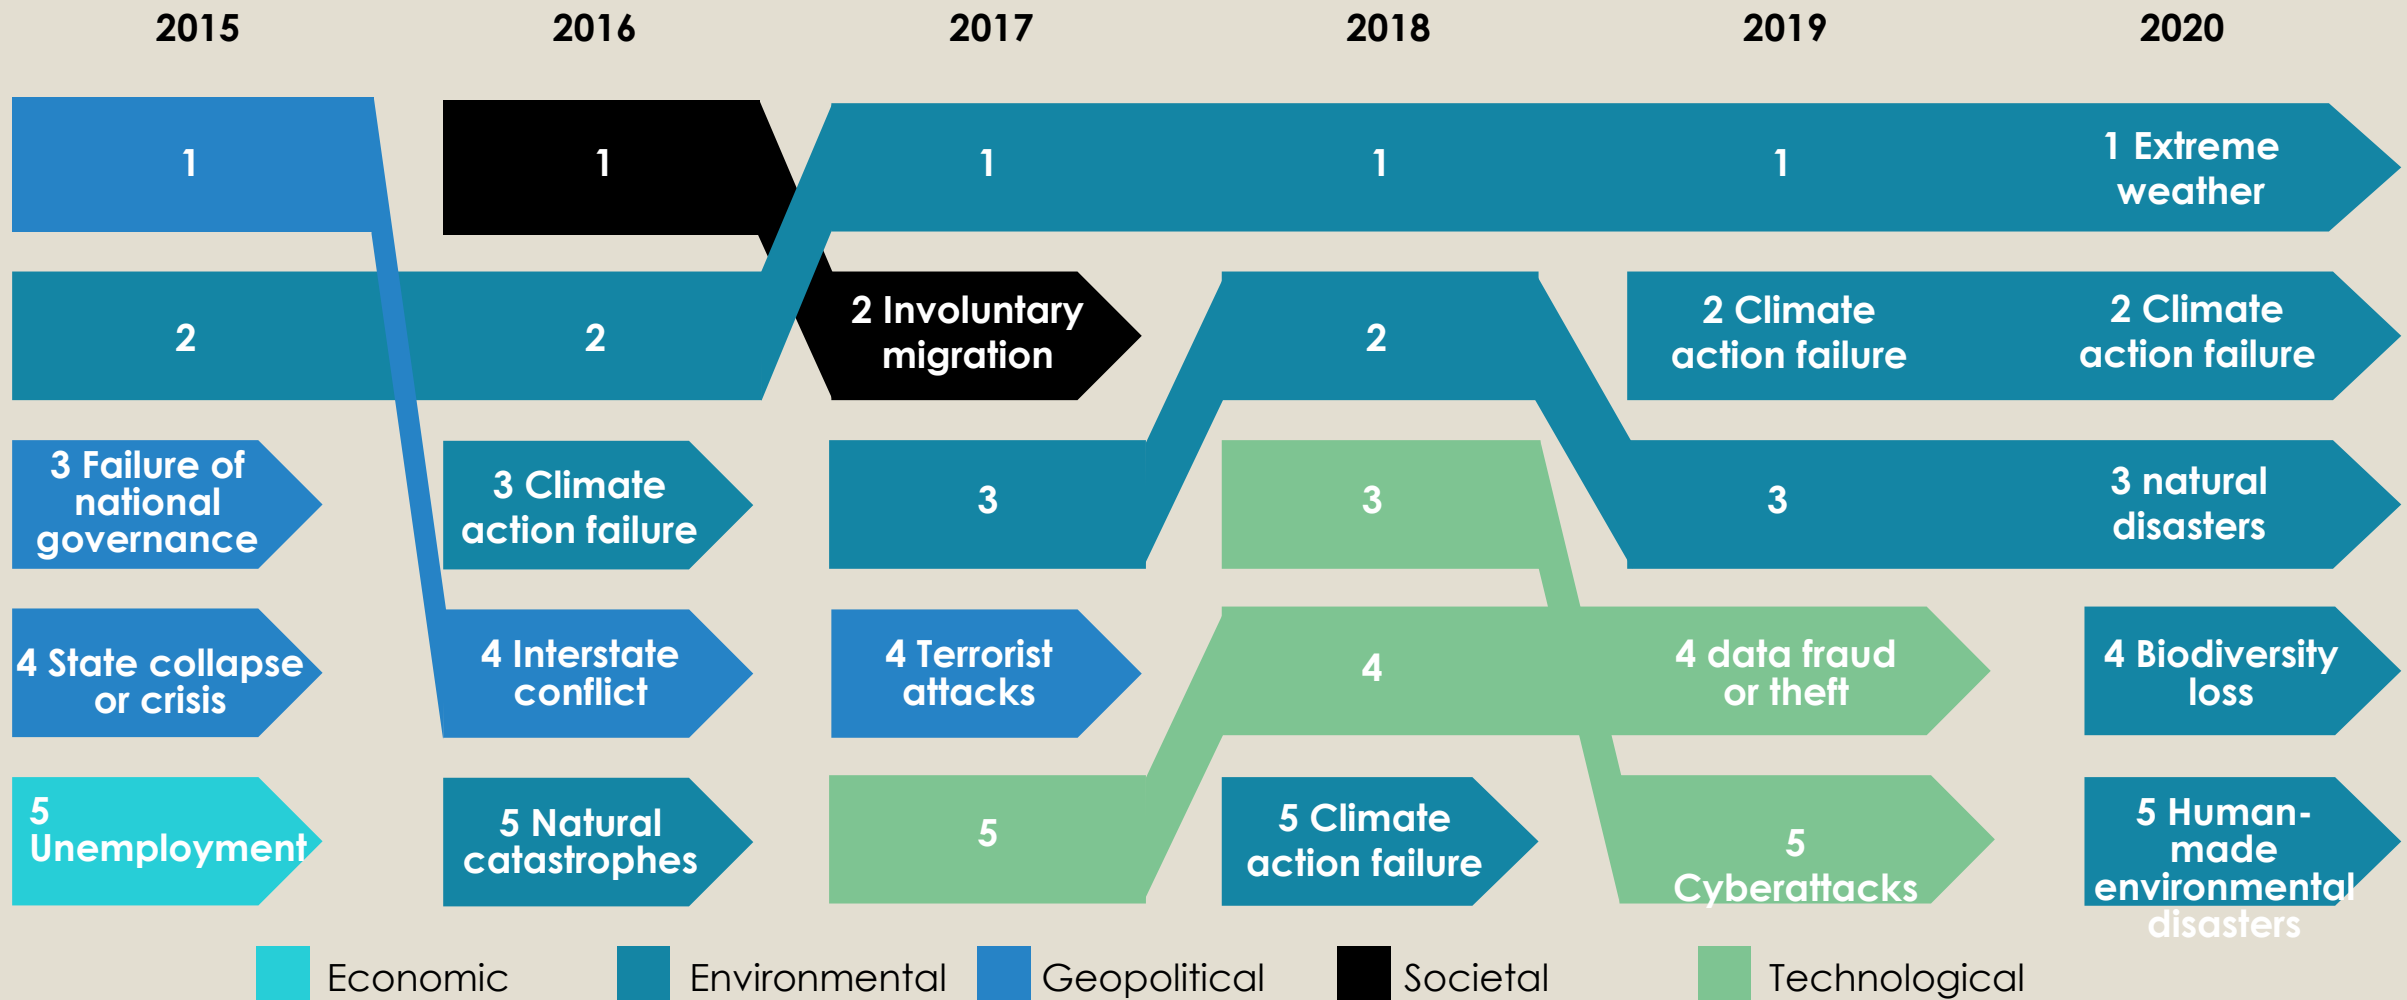 2015 2016 2017 2018 2019 2020
1 1 1 1 1 1 Extreme
weather
2 2 2 Involuntary
migration
2 2 Climate
action failure
2 Climate
action failure
3 Failure of
national
governance
3 Climate
action failure
3 3 3 3 natural
disasters
4 State collapse
or crisis
4 Interstate
conflict
4 Terrorist
attacks
4 4 data fraud
or theft
4 Biodiversity
loss
5
Unemployment
5 Natural
catastrophes
5 5 Climate
action failure
5
Cyberattacks
5 Human-
made
environmental
disasters
Economic Environmental Geopolitical Societal Technological